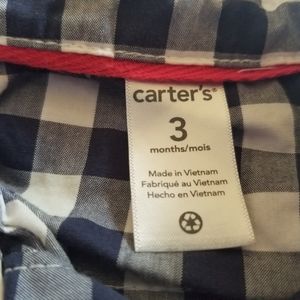 carter's®
3
months/mois
Made in Vietnam
Fabriqué au Vietnam
Hecho en Vietnam